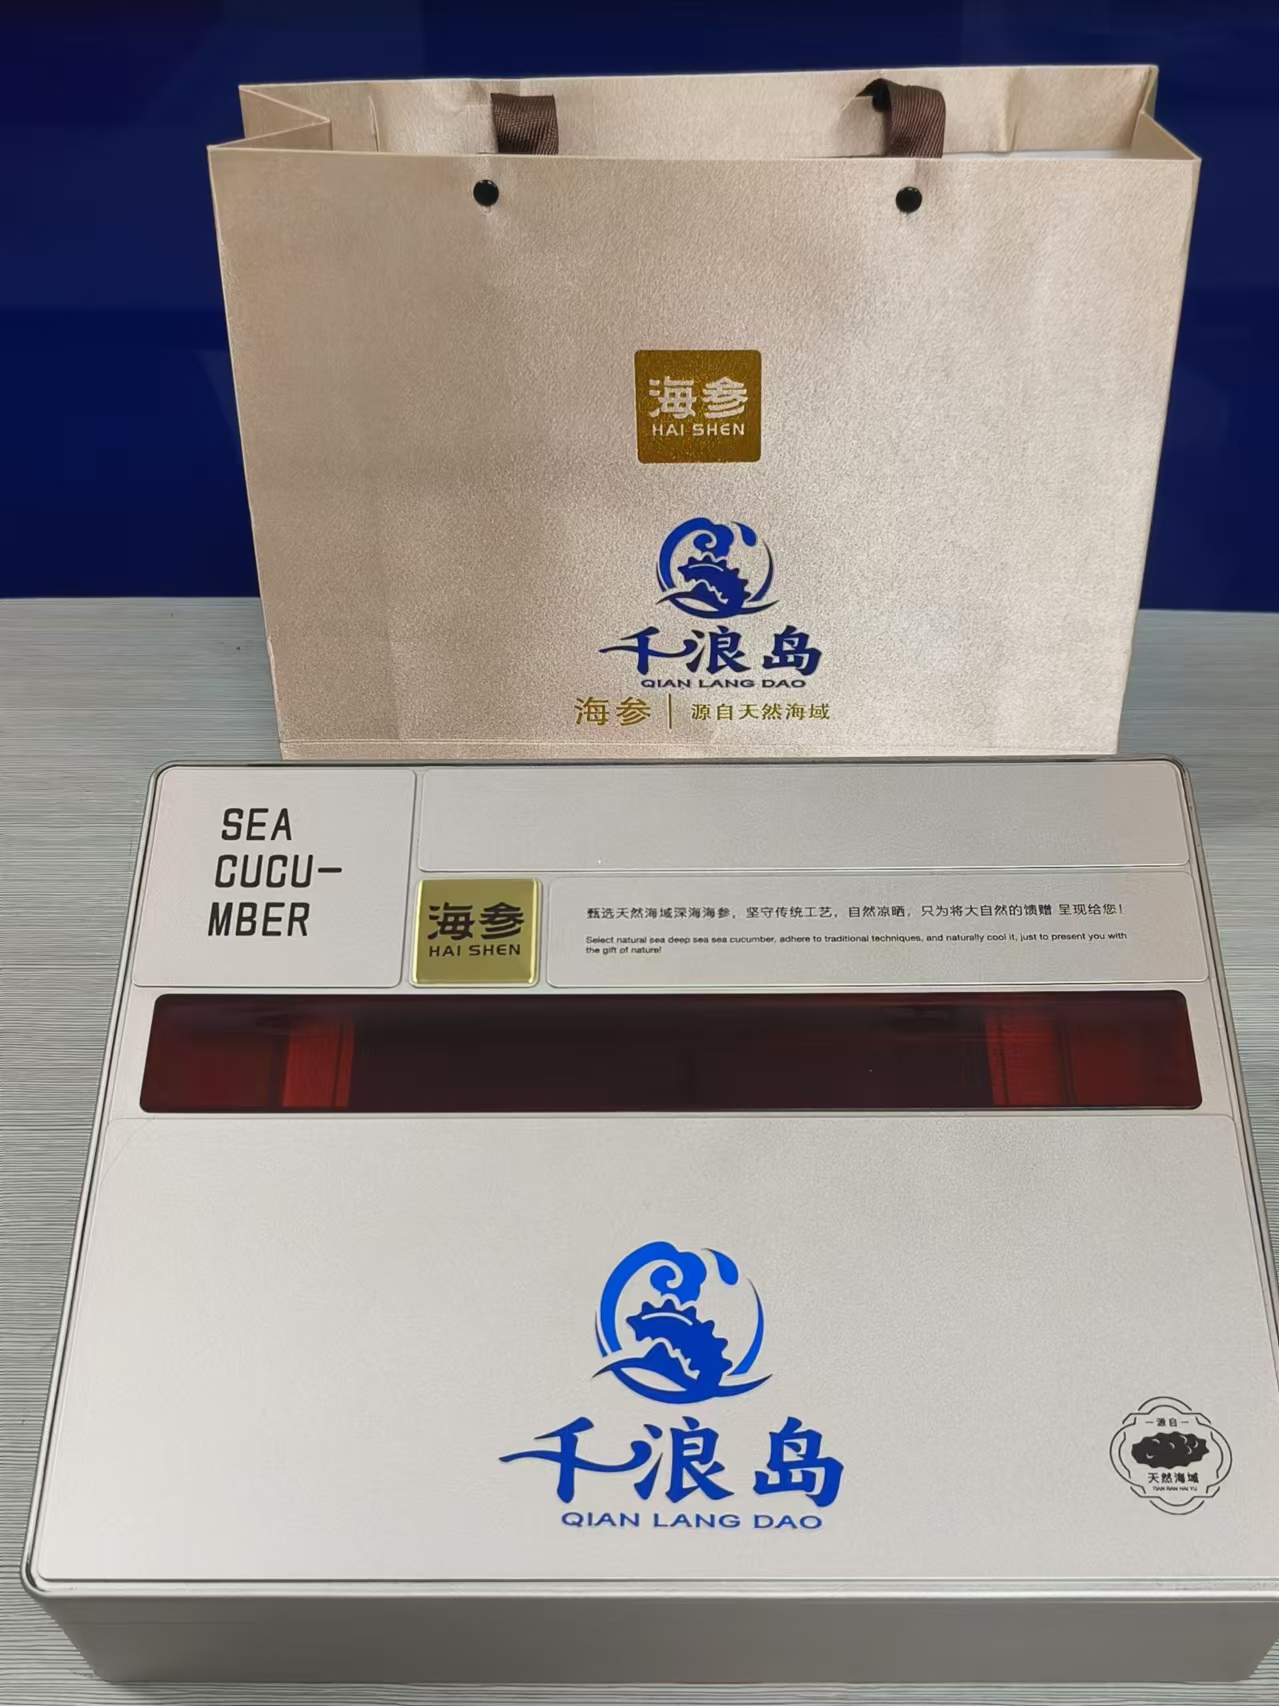 海参
HAI SHEN
千浪岛
QIAN LANG DAO
海参 | 源自天然海域
SEA
CUCU-
MBER
海参
HAI SHEN
甄选天然海域深海海参，坚守传统工艺，自然凉晒，只为将大自然的馈赠 呈现给您！
Select natural sea deep sea sea cucumber, adhere to traditional techniques, and naturally cool it, just to present you with
the gift of nature!
千浪岛
QIAN LANG DAO
源自
天然海域
TIAN RAN HAI YU